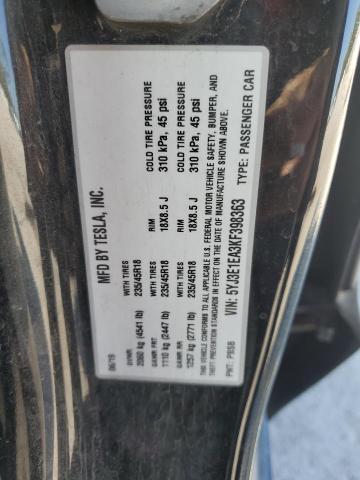 MFD BY TESLA, INC.
06/19
GVWR WITH TIRES RIM COLD TIRE PRESSURE
2060 kg (4541 lb) 235/45R18 18X8.5 J 310 kPa, 45 psi
GAWR FRT WITH TIRES RIM COLD TIRE PRESSURE
1110 kg (2447 lb) 235/45R18 18X8.5 J 310 kPa, 45 psi
GAWR RR WITH TIRES RIM
1257 kg (2771 lb) 235/45R18 18X8.5 J 310 kPa, 45 psi
THIS VEHICLE CONFORMS TO ALL APPLICABLE U.S. FEDERAL MOTOR VEHICLE SAFETY, BUMPER, AND
THEFT PREVENTION STANDARDS IN EFFECT ON THE DATE OF MANUFACTURE SHOWN ABOVE.
VIN: 5YJ3E1EA3KF398363 TYPE: PASSENGER CAR
PNT: PBSB